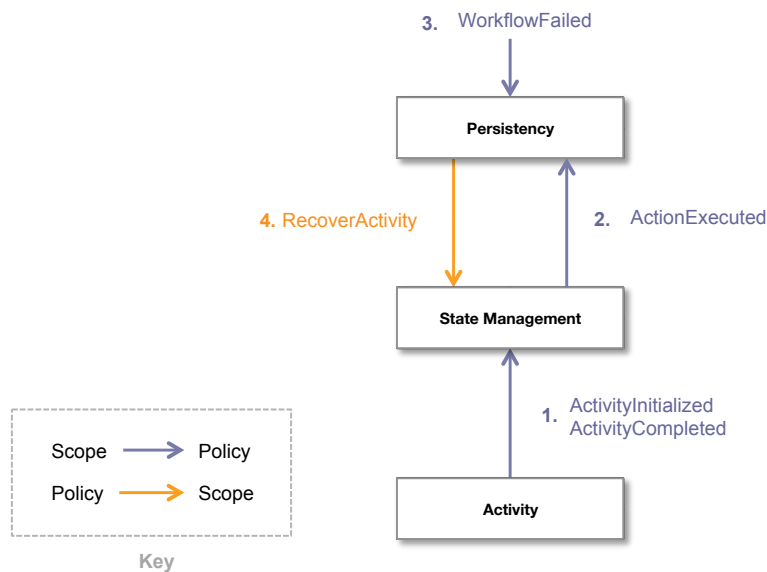 3. WorkflowFailed
Persistency
4. RecoverActivity
2. ActionExecuted
State Management
1. ActivityInitialized
ActivityCompleted
Scope Policy
Policy Scope
Activity
Key